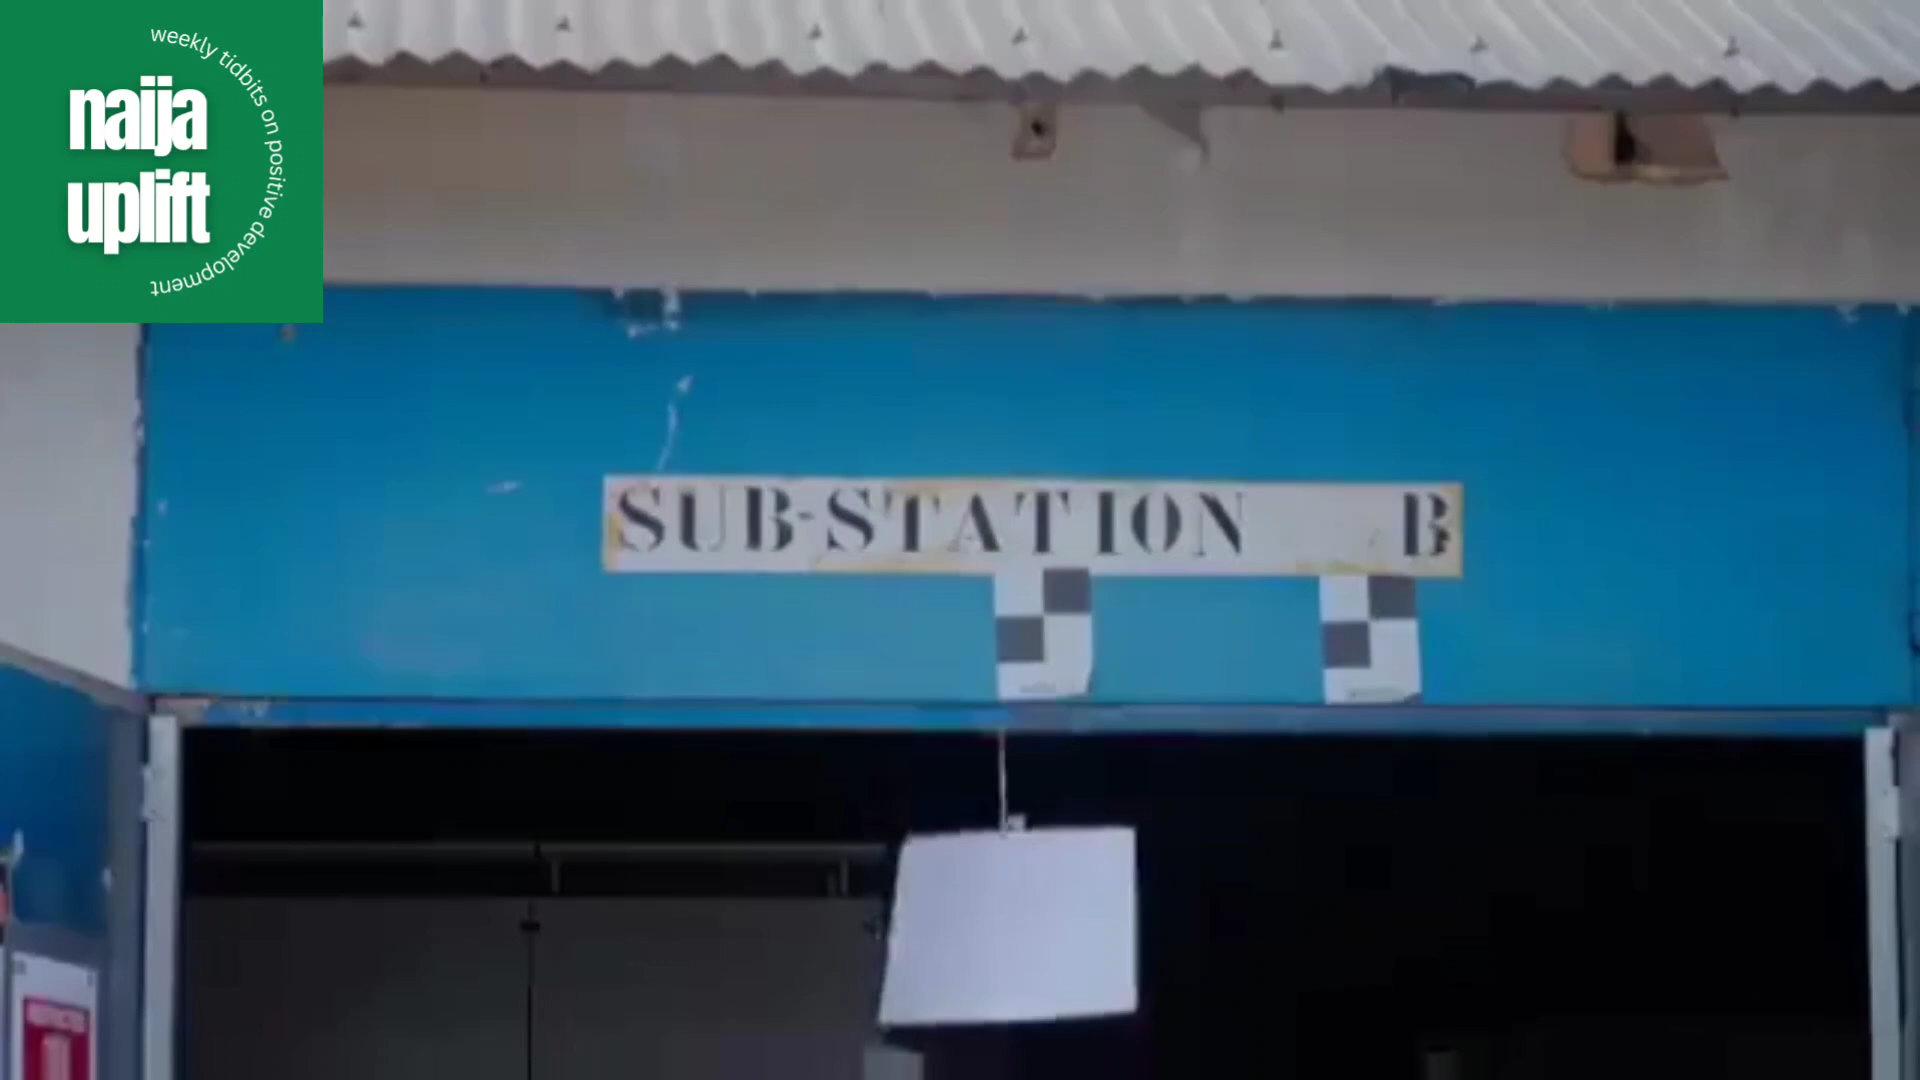 weekly tidbits on positive development
naija
uplift
SUB-STATION B